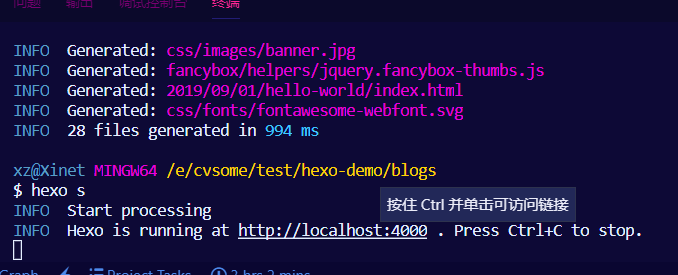 问题 输出 调试控制台 终端
INFO  Generated: css/images/banner.jpg
INFO  Generated: fancybox/helpers/jquery.fancybox-thumbs.js
INFO  Generated: 2019/09/01/hello-world/index.html
INFO  Generated: css/fonts/fontawesome-webfont.svg
INFO  28 files generated in 994 ms
xz@Xinet MINGW64 /e/cvsome/test/hexo-demo/blogs
$ hexo s
按住 Ctrl 并单击可访问链接
INFO  Start processing
INFO  Hexo is running at http://localhost:4000 . Press Ctrl+C to stop.
Graph Project Tasks 2 hrs 2 mins